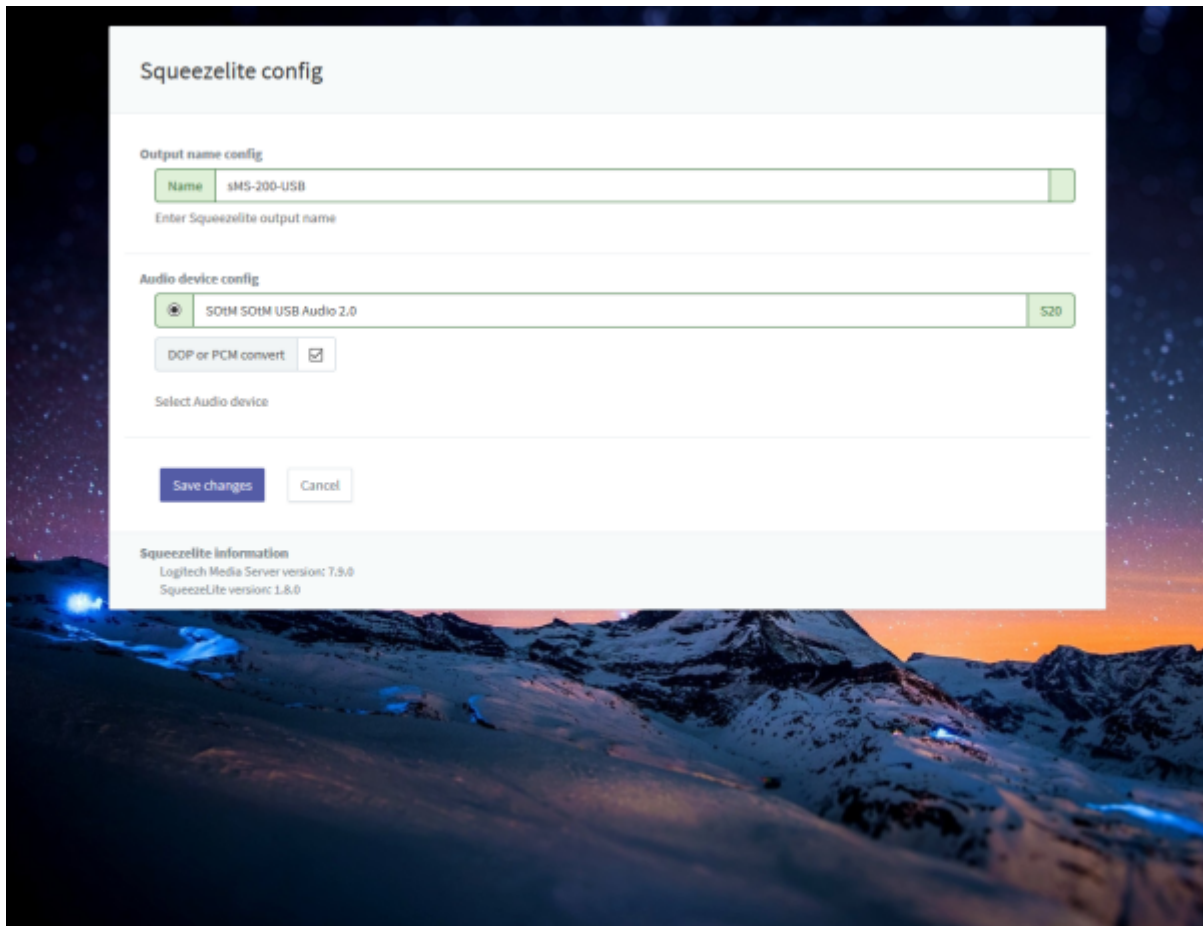 Squeezelite config
Output name config
Name sMS-200-USB
Enter Squeezelite output name
Audio device config
SOtM SOtM USB Audio 2.0 S20
DOP or PCM convert
Select Audio device
Save changes Cancel
Squeezelite information
Logitech Media Server version: 7.9.0
SqueezeLite version: 1.8.0